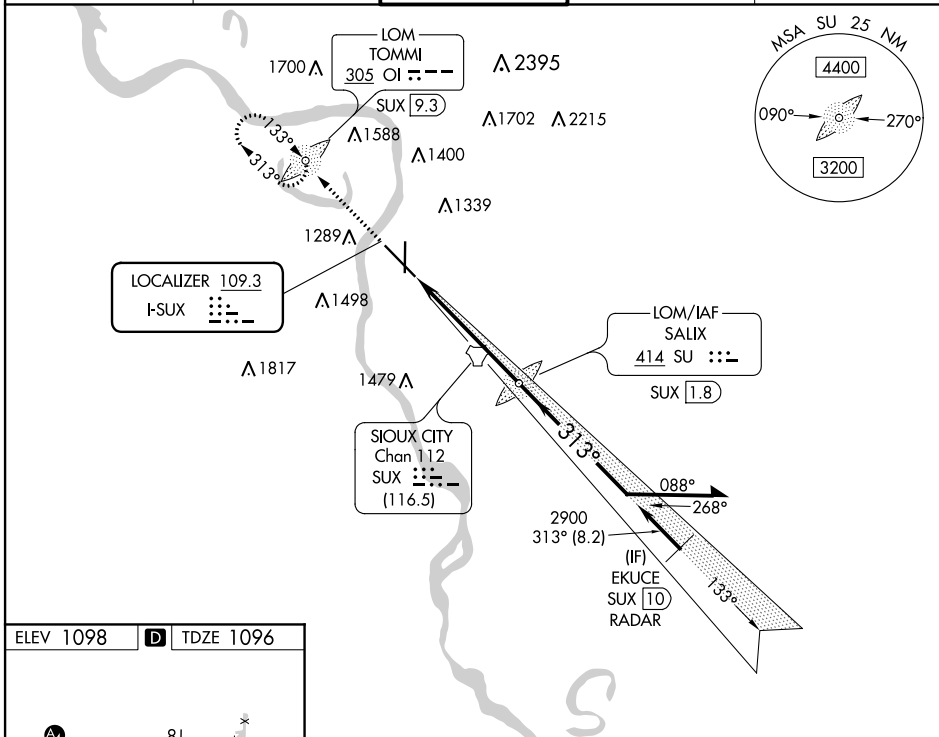 LOM
TOMMI
305 OI
SUX 9.3
1700
2395
1702
2215
1588
1400
1339
1289
1498
1817
1479
133°
313°
MSA SU 25 NM
4400
090°
270°
3200
LOCALIZER 109.3
I-SUX
LOM/IAF
SALIX
414 SU
SUX 1.8
SIOUX CITY
Chan 112
SUX
(116.5)
313°
088°
268°
2900
313° (8.2)
(IF)
EKUCE
SUX 10
RADAR
133°
ELEV 1098
D
TDZE 1096